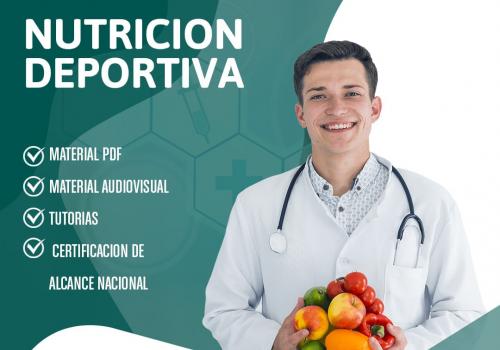 NUTRICION
DEPORTIVA
MATERIAL PDF
MATERIAL AUDIOVISUAL
TUTORIAS
CERTIFICACION DE
ALCANCE NACIONAL